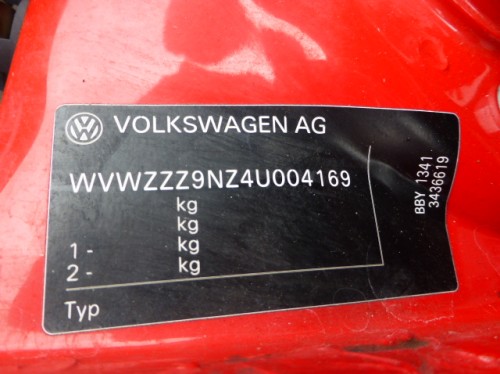 VOLKSWAGEN AG
WVWZZZ9NZ4U004169
kg
kg
1 - kg
2 - kg
Typ
BBY 1341
3436619